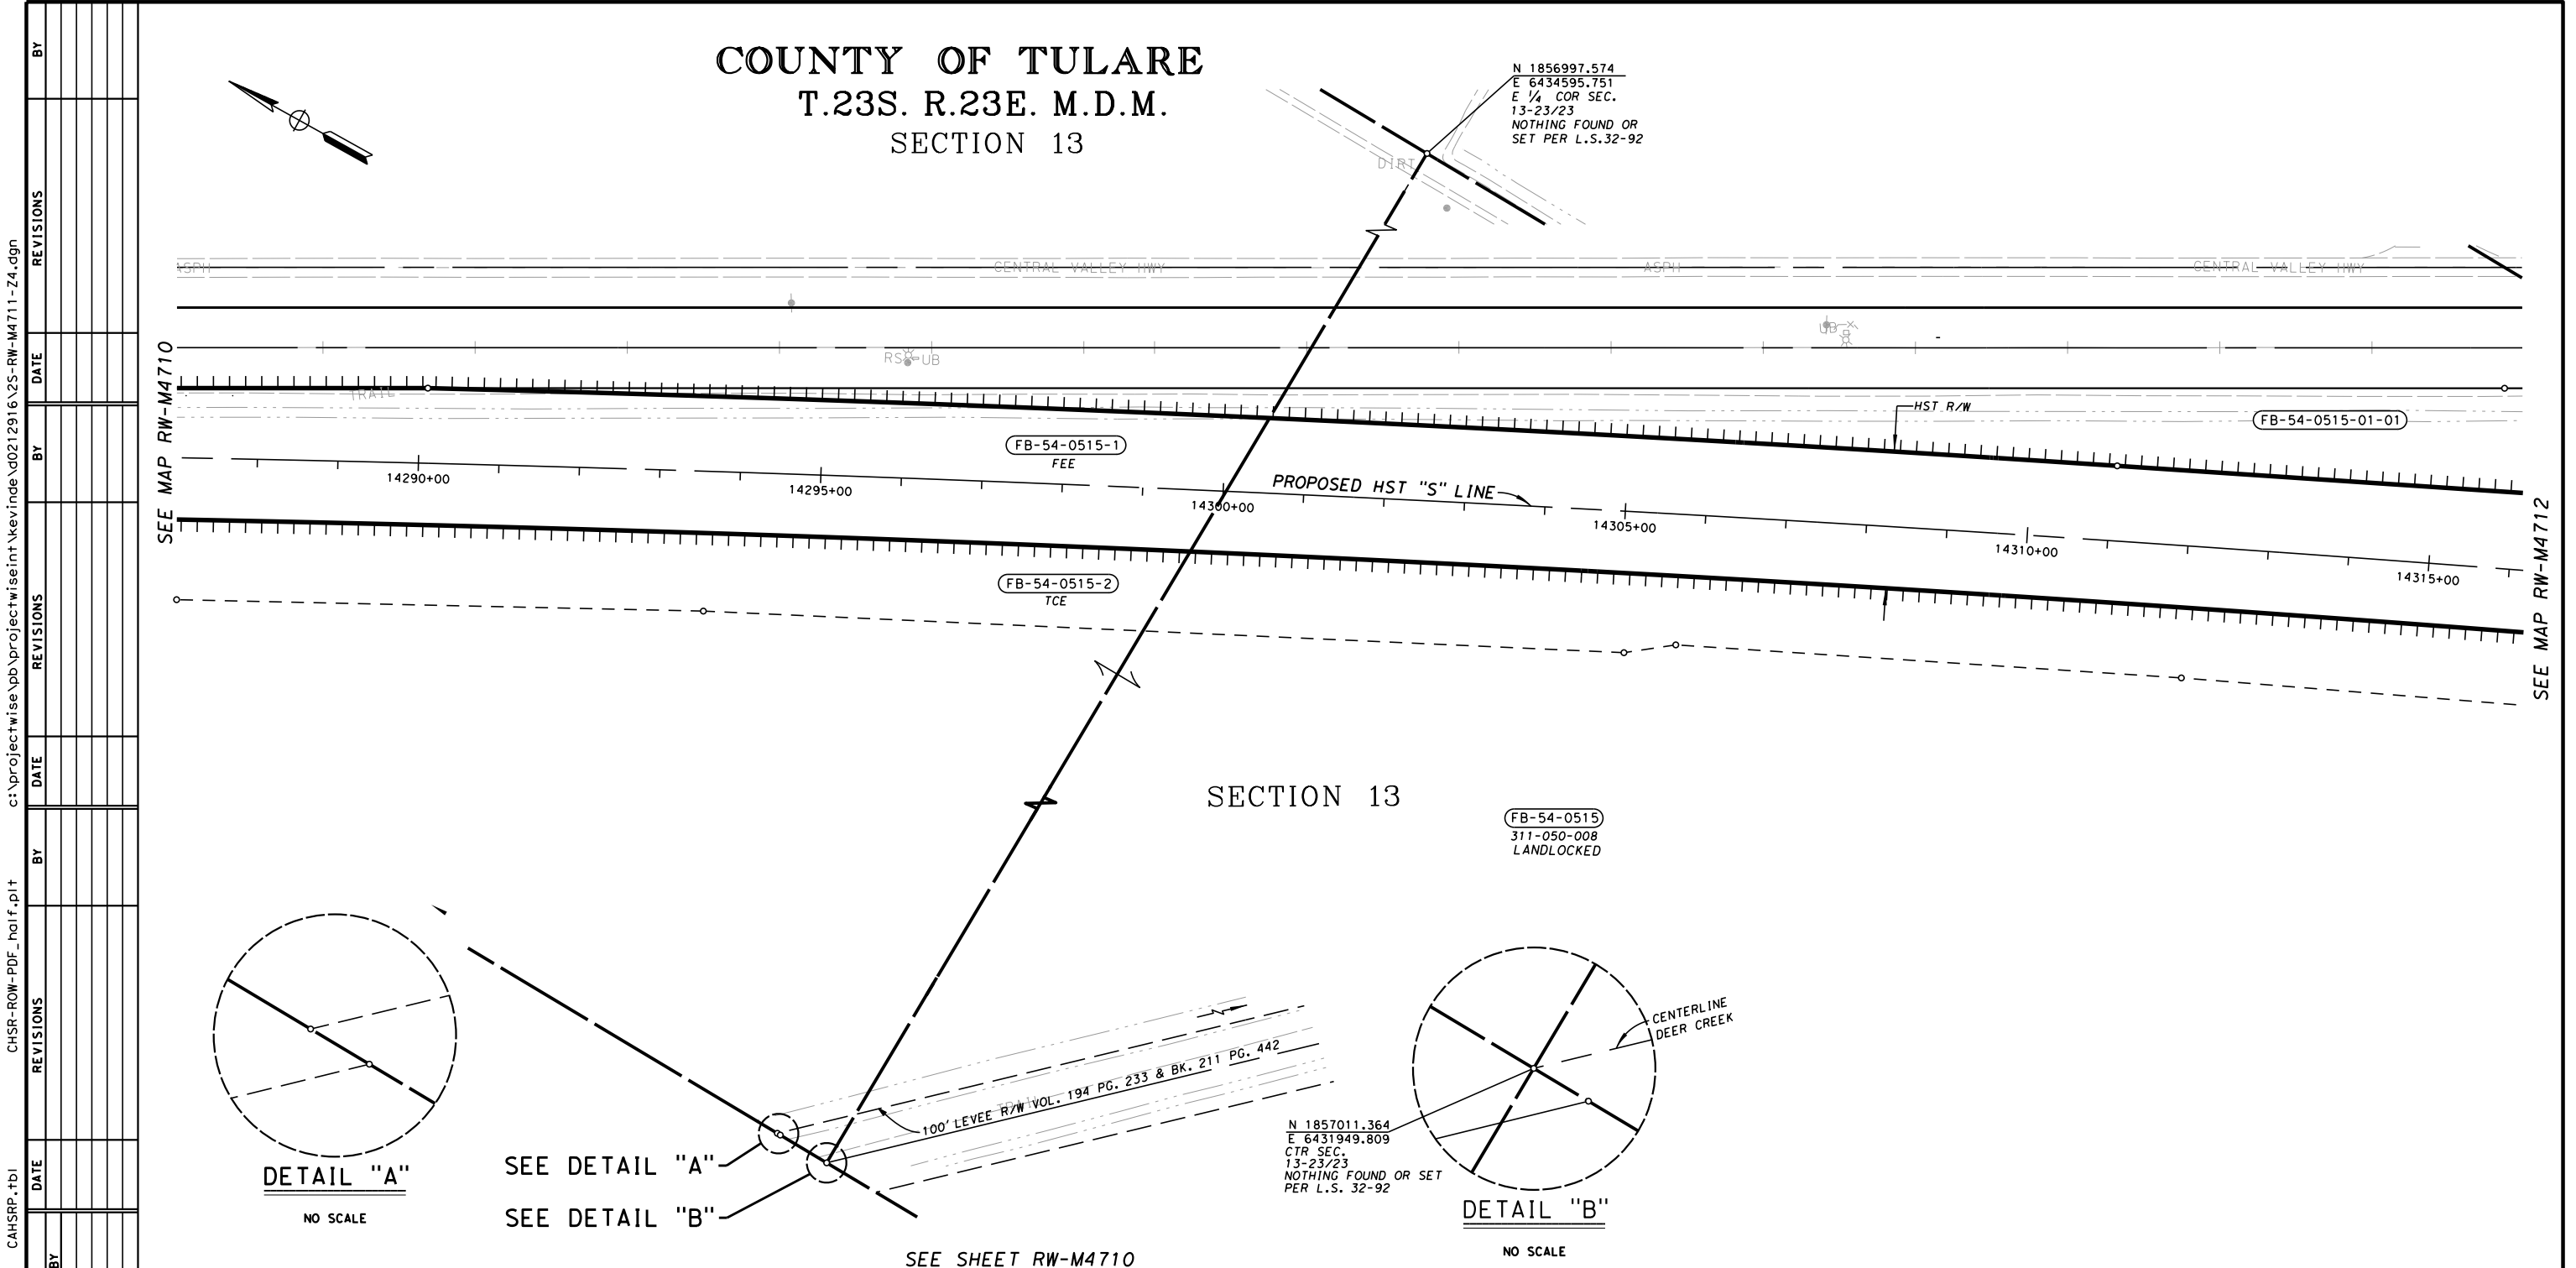 COUNTY OF TULARE
T.23S. R.23E. M.D.M.
SECTION 13
N 1856997.574
E 6434595.751
E 1/4 COR SEC.
13-23/23
NOTHING FOUND OR
SET PER L.S.32-92
DIRT
ASPH
CENTRAL VALLEY HWY
ASPH
CENTRAL VALLEY HWY
UB
RS UB
TRAIL
SEE MAP RW-M4710
HST R/W
FB-54-0515-01-01
FB-54-0515-1
FEE
PROPOSED HST "S" LINE
14290+00
14295+00
14300+00
14305+00
14310+00
14315+00
SEE MAP RW-M4712
FB-54-0515-2
TCE
SECTION 13
FB-54-0515
311-050-008
LANDLOCKED
CENTERLINE
DEER CREEK
100' LEVEE R/W VOL. 194 PG. 233 & BK. 211 PG. 442
TRAIL
N 1857011.364
E 6431949.809
CTR SEC.
13-23/23
NOTHING FOUND OR SET
PER L.S. 32-92
DETAIL "A"
NO SCALE
SEE DETAIL "A"
SEE DETAIL "B"
DETAIL "B"
NO SCALE
SEE SHEET RW-M4710
BY
REVISIONS
DATE
BY
REVISIONS
DATE
BY
REVISIONS
DATE
BY
c:\projectwise\pb\projectwiseint\kevinde\d0212916\2S-RW-M4711-Z4.dgn
CHSR-ROW-PDF_half.plt
CAHSRP.tbl